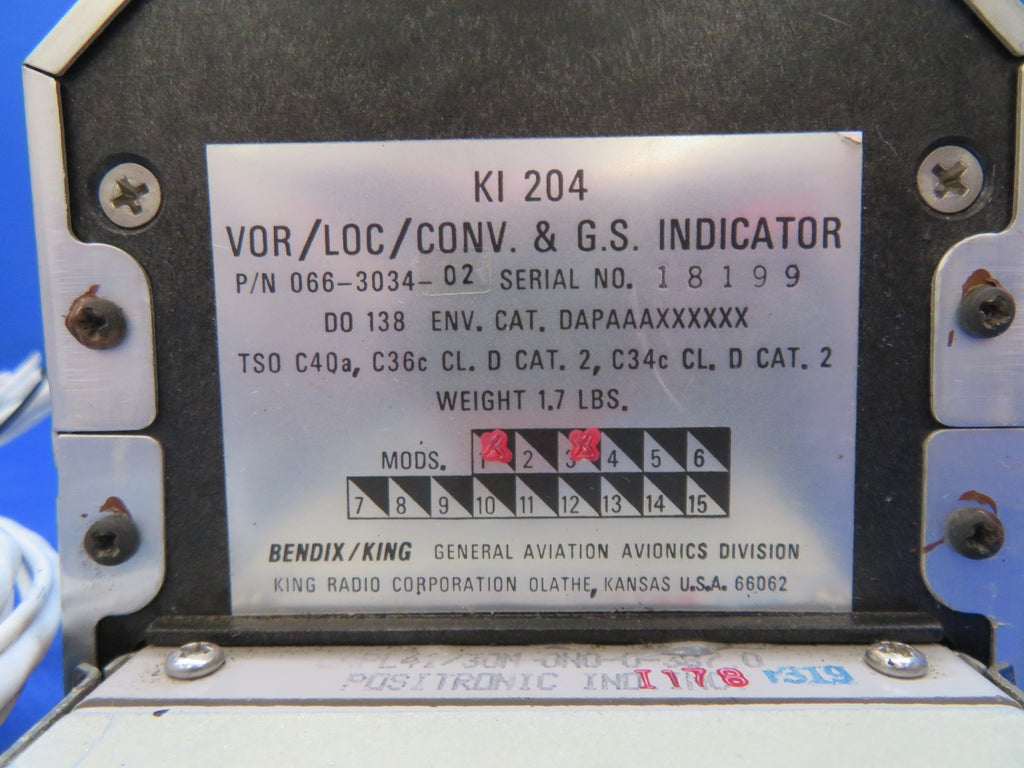 KI 204
VOR/LOC/CONV. & G.S. INDICATOR
P/N 066-3034-02 SERIAL NO. 18199
DO 138 ENV. CAT. DAPAAAXXXXXX
TSO C40a, C36c CL. D CAT. 2, C34c CL. D CAT. 2
WEIGHT 1.7 LBS.
MODS. 1 2 3 4 5 6
7 8 9 10 11 12 13 14 15
BENDIX/KING GENERAL AVIATION AVIONICS DIVISION
KING RADIO CORPORATION OLATHE, KANSAS U.S.A. 66062
POSITRONIC IND I178 r319